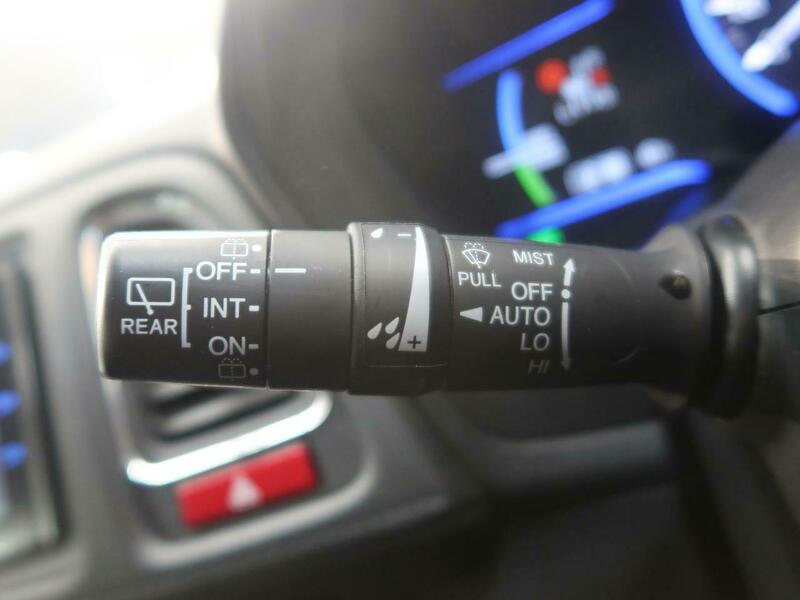 REAR
OFF
INT
ON
- +
PULL
MIST
OFF
AUTO
LO
HI